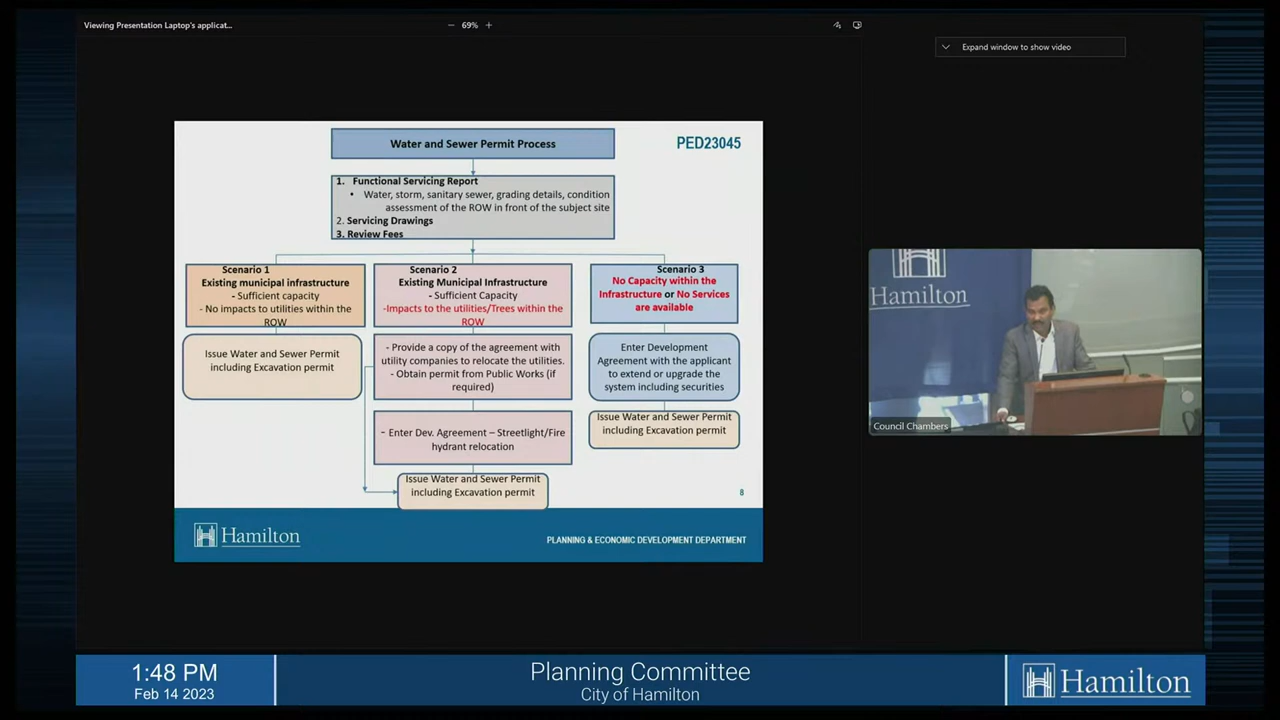 Viewing Presentation Laptop's applicat...
69%
Expand window to show video
Water and Sewer Permit Process
PED23045
1. Functional Servicing Report
• Water, storm, sanitary sewer, grading details, condition
assessment of the ROW in front of the subject site
2. Servicing Drawings
3. Review Fees
Scenario 1
Existing municipal infrastructure
- Sufficient capacity
- No impacts to utilities within the
ROW
Issue Water and Sewer Permit
including Excavation permit
Scenario 2
Existing Municipal Infrastructure
- Sufficient Capacity
-Impacts to the utilities/Trees within the
ROW
- Provide a copy of the agreement with
utility companies to relocate the utilities.
- Obtain permit from Public Works (if
required)
- Enter Dev. Agreement – Streetlight/Fire
hydrant relocation
Issue Water and Sewer Permit
including Excavation permit
Scenario 3
No Capacity within the
Infrastructure or No Services
are available
Enter Development
Agreement with the applicant
to extend or upgrade the
system including securities
Issue Water and Sewer Permit
including Excavation permit
8
Hamilton
PLANNING & ECONOMIC DEVELOPMENT DEPARTMENT
Hamilton
Council Chambers
1:48 PM
Feb 14 2023
Planning Committee
City of Hamilton
Hamilton